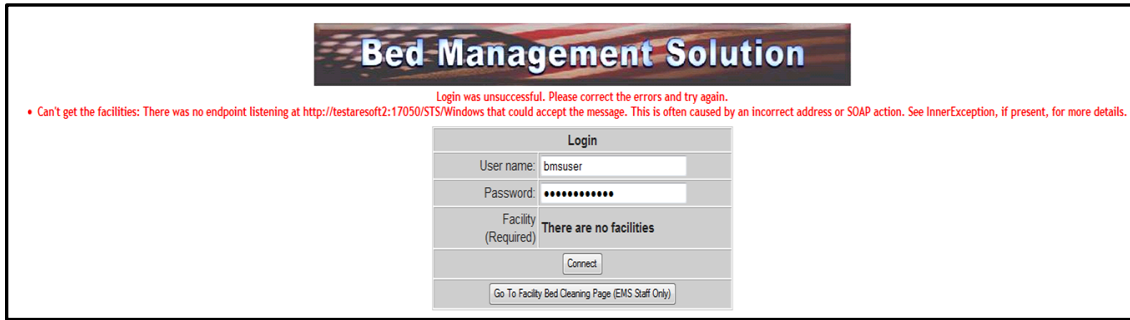 Bed Management Solution
Login was unsuccessful. Please correct the errors and try again.
• Can't get the facilities: There was no endpoint listening at http://testaresoft2:17050/STS/Windows that could accept the message. This is often caused by an incorrect address or SOAP action. See InnerException, if present, for more details.
Login
User name: bmsuser
Password: ●●●●●●●●●●●●
Facility
(Required) There are no facilities
Connect
Go To Facility Bed Cleaning Page (EMS Staff Only)